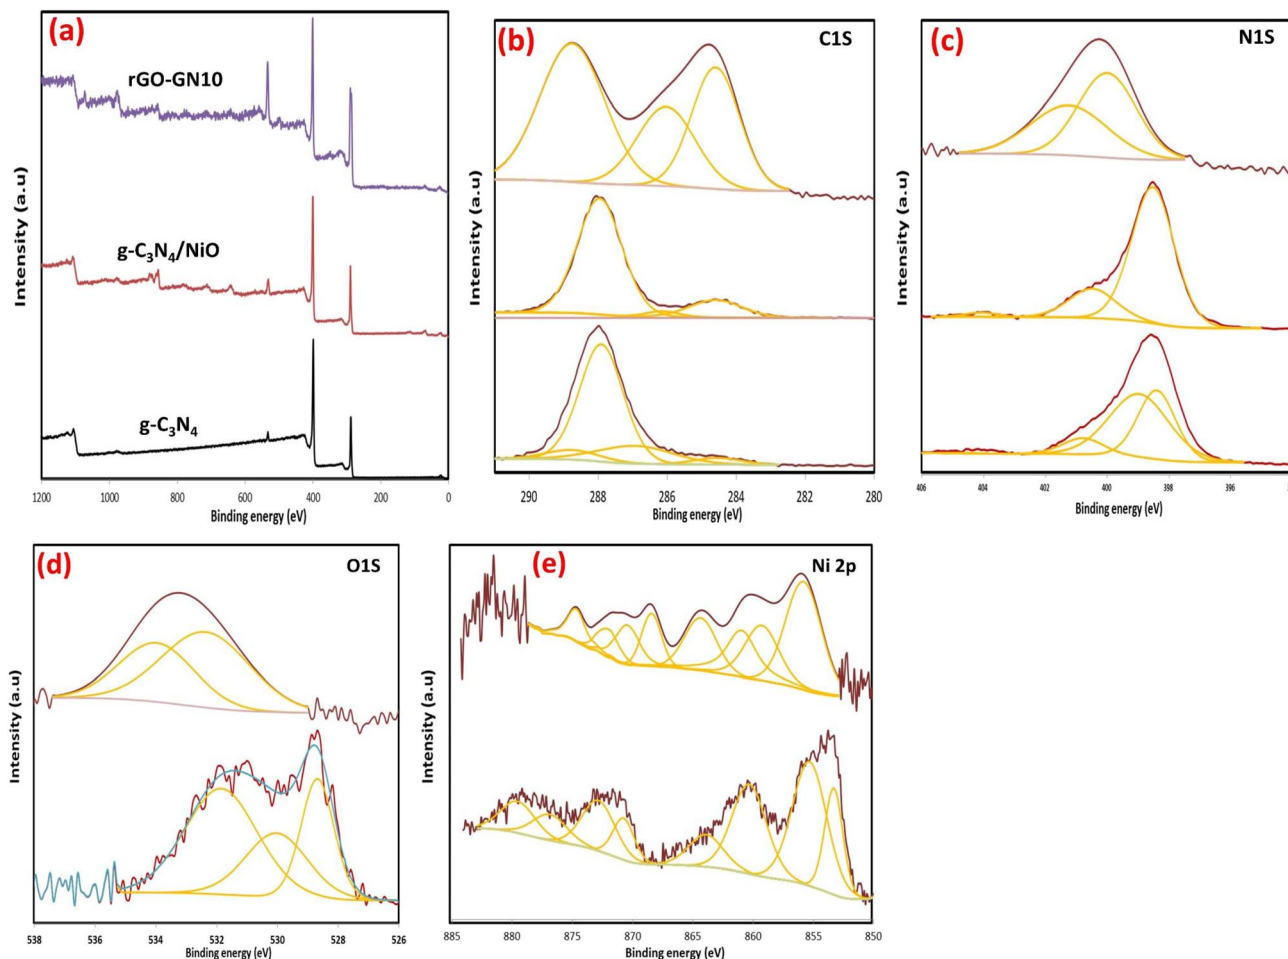 (a)
rGO-GN10
g-C3N4/NiO
g-C3N4
Intensity (a.u)
1200 1000 800 600 400 200 0
Binding energy (eV)
(b)
C1S
Intensity (a.u)
290 288 286 284 282 280
Binding energy (eV)
(c)
N1S
Intensity (a.u)
406 404 402 400 398 396
Binding energy (eV)
(d)
O1S
Intensity (a.u)
538 536 534 532 530 528 526
Binding energy (eV)
(e)
Ni 2p
Intensity (a.u)
885 880 875 870 865 860 855 850
Binding energy (eV)